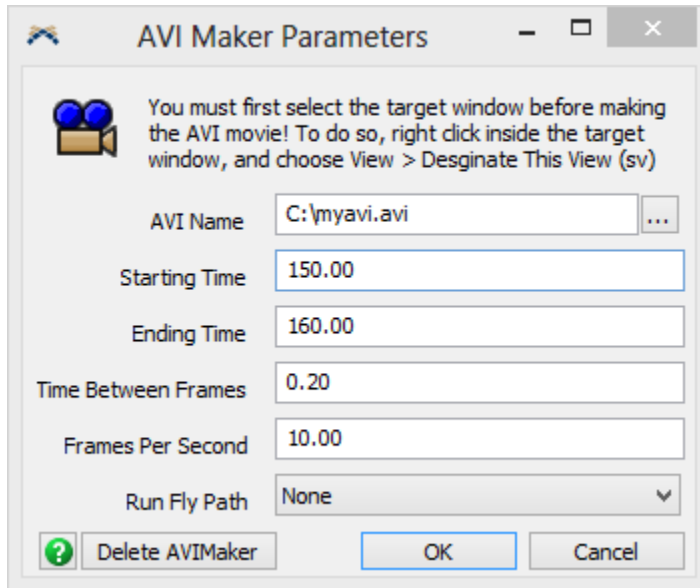 AVI Maker Parameters
You must first select the target window before making
the AVI movie! To do so, right click inside the target
window, and choose View > Desginate This View (sv)
AVI Name C:\myavi.avi ...
Starting Time 150.00
Ending Time 160.00
Time Between Frames 0.20
Frames Per Second 10.00
Run Fly Path None
? Delete AVIMaker OK Cancel